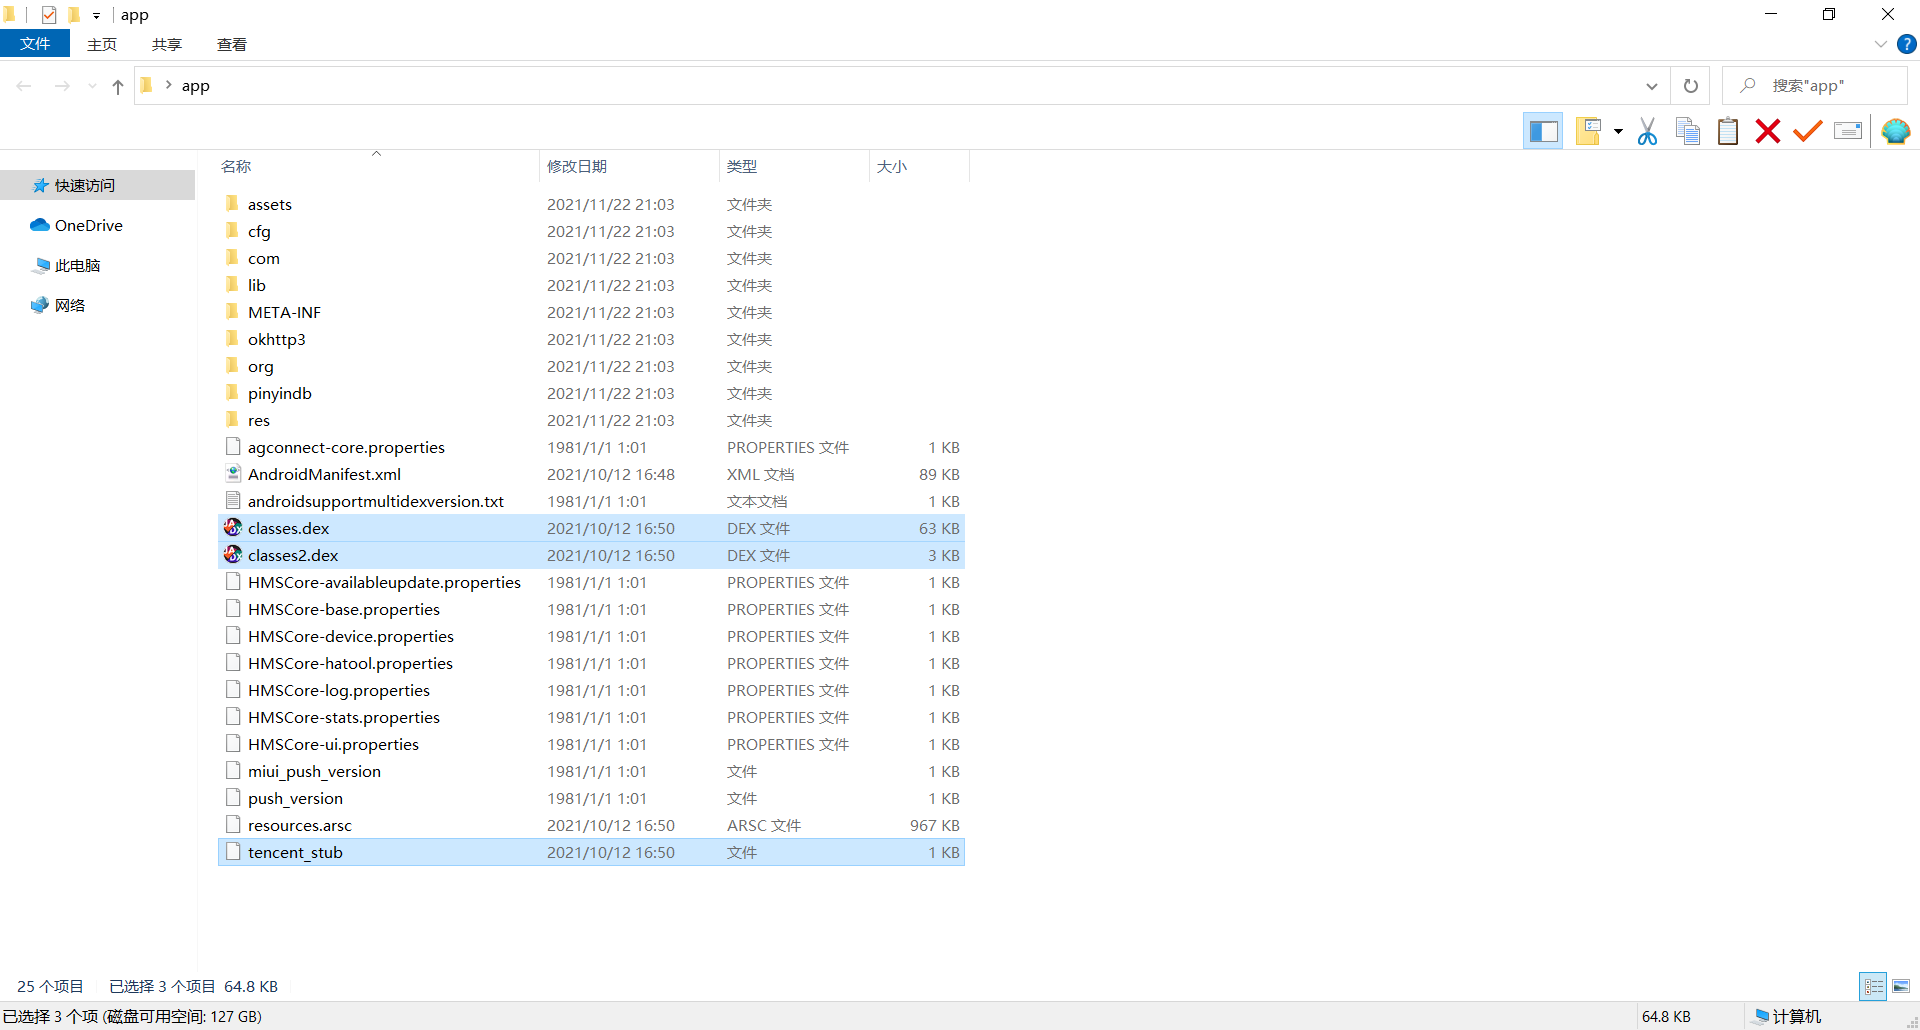 app
文件 主页 共享 查看
app 搜索"app"
名称 修改日期 类型 大小
快速访问
OneDrive
此电脑
网络
assets 2021/11/22 21:03 文件夹
cfg 2021/11/22 21:03 文件夹
com 2021/11/22 21:03 文件夹
lib 2021/11/22 21:03 文件夹
META-INF 2021/11/22 21:03 文件夹
okhttp3 2021/11/22 21:03 文件夹
org 2021/11/22 21:03 文件夹
pinyindb 2021/11/22 21:03 文件夹
res 2021/11/22 21:03 文件夹
agconnect-core.properties 1981/1/1 1:01 PROPERTIES 文件 1 KB
AndroidManifest.xml 2021/10/12 16:48 XML 文档 89 KB
androidsupportmultidexversion.txt 1981/1/1 1:01 文本文档 1 KB
classes.dex 2021/10/12 16:50 DEX 文件 63 KB
classes2.dex 2021/10/12 16:50 DEX 文件 3 KB
HMSCore-availableupdate.properties 1981/1/1 1:01 PROPERTIES 文件 1 KB
HMSCore-base.properties 1981/1/1 1:01 PROPERTIES 文件 1 KB
HMSCore-device.properties 1981/1/1 1:01 PROPERTIES 文件 1 KB
HMSCore-hatool.properties 1981/1/1 1:01 PROPERTIES 文件 1 KB
HMSCore-log.properties 1981/1/1 1:01 PROPERTIES 文件 1 KB
HMSCore-stats.properties 1981/1/1 1:01 PROPERTIES 文件 1 KB
HMSCore-ui.properties 1981/1/1 1:01 PROPERTIES 文件 1 KB
miui_push_version 1981/1/1 1:01 文件 1 KB
push_version 1981/1/1 1:01 文件 1 KB
resources.arsc 2021/10/12 16:50 ARSC 文件 967 KB
tencent_stub 2021/10/12 16:50 文件 1 KB
25 个项目 已选择 3 个项目 64.8 KB
已选择 3 个项 (磁盘可用空间: 127 GB) 64.8 KB 计算机